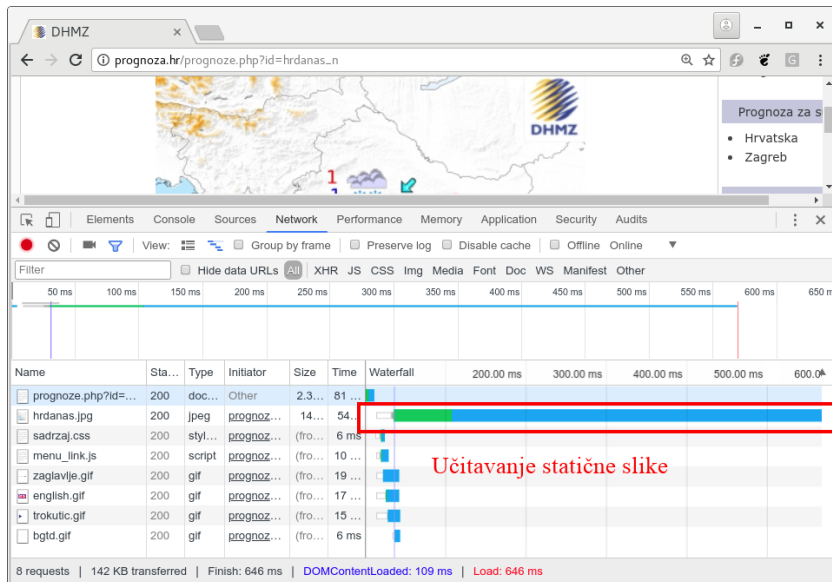 DHMZ
prognoza.hr/prognoze.php?id=hrdanas_n
DHMZ
Prognoza za s
Hrvatska
Zagreb
1
Elements Console Sources Network Performance Memory Application Security Audits
View: Group by frame Preserve log Disable cache Offline Online
Filter Hide data URLs All XHR JS CSS Img Media Font Doc WS Manifest Other
50 ms 100 ms 150 ms 200 ms 250 ms 300 ms 350 ms 400 ms 450 ms 500 ms 550 ms 600 ms 650 m
Name Sta... Type Initiator Size Time Waterfall 200.00 ms 300.00 ms 400.00 ms 500.00 ms 600.0
prognoze.php?id=... 200 doc... Other 2.3... 81 ...
hrdanas.jpg 200 jpeg prognoz... 14... 54...
sadrzaj.css 200 styl... prognoz... (fro... 6 ms
menu_link.js 200 script prognoz... (fro... 10 ...
zaglavlje.gif 200 gif prognoz... (fro... 19 ...
english.gif 200 gif prognoz... (fro... 17 ...
trokutic.gif 200 gif prognoz... (fro... 15 ...
bgtd.gif 200 gif prognoz... (fro... 6 ms
Učitavanje statične slike
8 requests | 142 KB transferred | Finish: 646 ms | DOMContentLoaded: 109 ms | Load: 646 ms